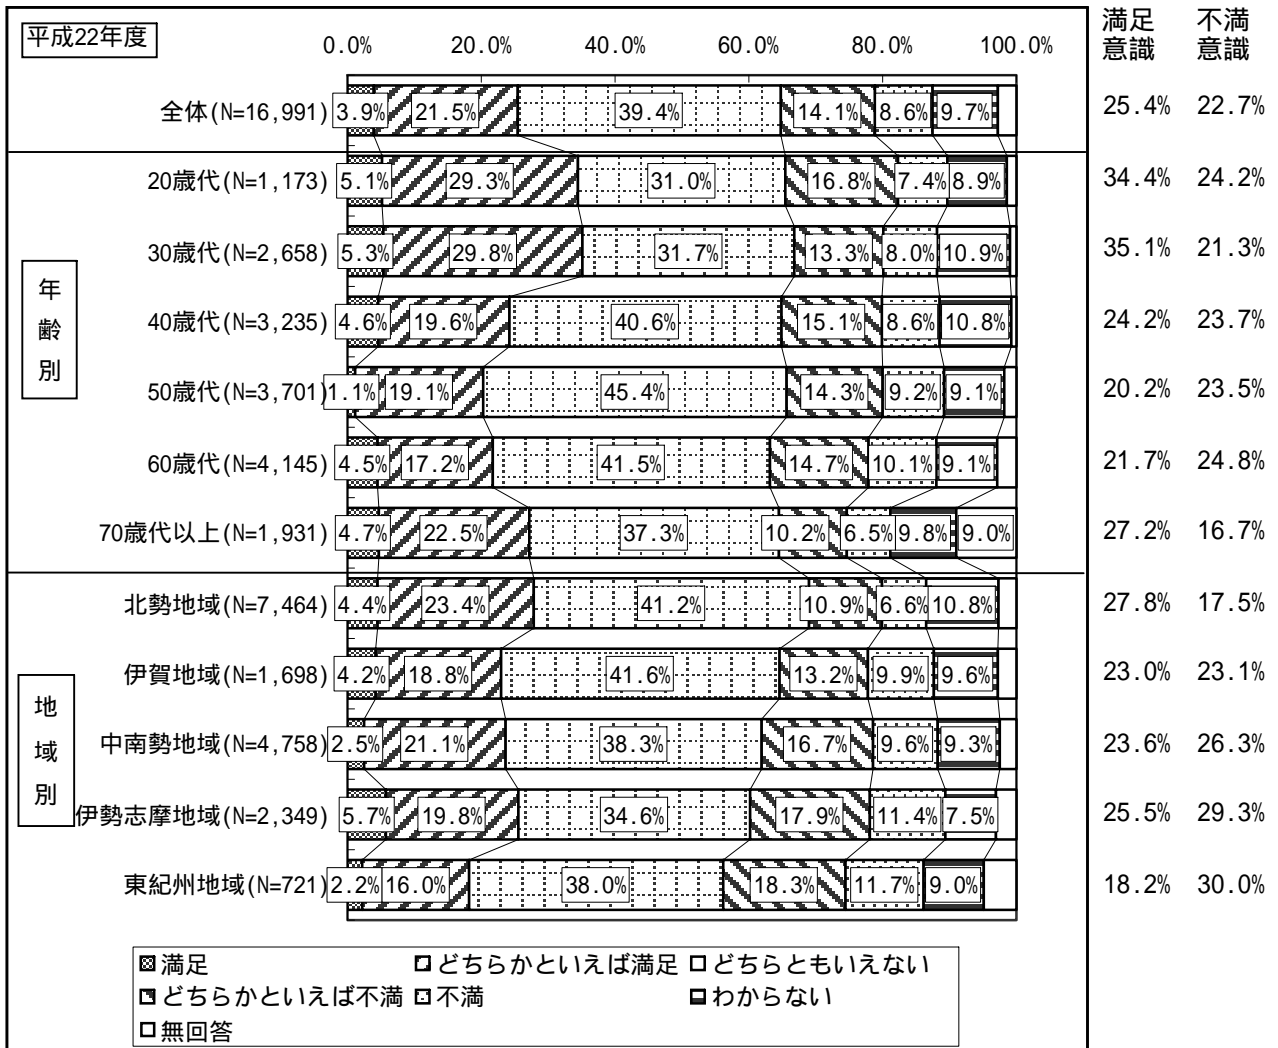 平成22年度
0.0% 20.0% 40.0% 60.0% 80.0% 100.0%
満足意識 不満意識
全体(N=16,991) 3.9% 21.5% 39.4% 14.1% 8.6% 9.7% 25.4% 22.7%
年齢別
20歳代(N=1,173) 5.1% 29.3% 31.0% 16.8% 7.4% 8.9% 34.4% 24.2%
30歳代(N=2,658) 5.3% 29.8% 31.7% 13.3% 8.0% 10.9% 35.1% 21.3%
40歳代(N=3,235) 4.6% 19.6% 40.6% 15.1% 8.6% 10.8% 24.2% 23.7%
50歳代(N=3,701) 1.1% 19.1% 45.4% 14.3% 9.2% 9.1% 20.2% 23.5%
60歳代(N=4,145) 4.5% 17.2% 41.5% 14.7% 10.1% 9.1% 21.7% 24.8%
70歳代以上(N=1,931) 4.7% 22.5% 37.3% 10.2% 6.5% 9.8% 9.0% 27.2% 16.7%
地域別
北勢地域(N=7,464) 4.4% 23.4% 41.2% 10.9% 6.6% 10.8% 27.8% 17.5%
伊賀地域(N=1,698) 4.2% 18.8% 41.6% 13.2% 9.9% 9.6% 23.0% 23.1%
中南勢地域(N=4,758) 2.5% 21.1% 38.3% 16.7% 9.6% 9.3% 23.6% 26.3%
伊勢志摩地域(N=2,349) 5.7% 19.8% 34.6% 17.9% 11.4% 7.5% 25.5% 29.3%
東紀州地域(N=721) 2.2% 16.0% 38.0% 18.3% 11.7% 9.0% 18.2% 30.0%
満足 どちらかといえば満足 どちらともいえない
どちらかといえば不満 不満 わからない
無回答